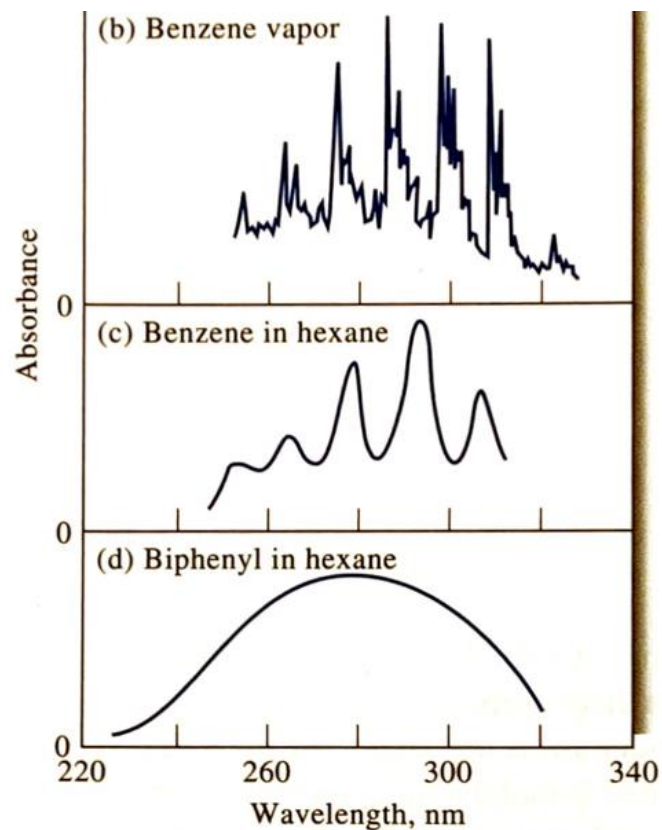 (b) Benzene vapor
Absorbance
0
(c) Benzene in hexane
0
(d) Biphenyl in hexane
0
220 260 300 340
Wavelength, nm